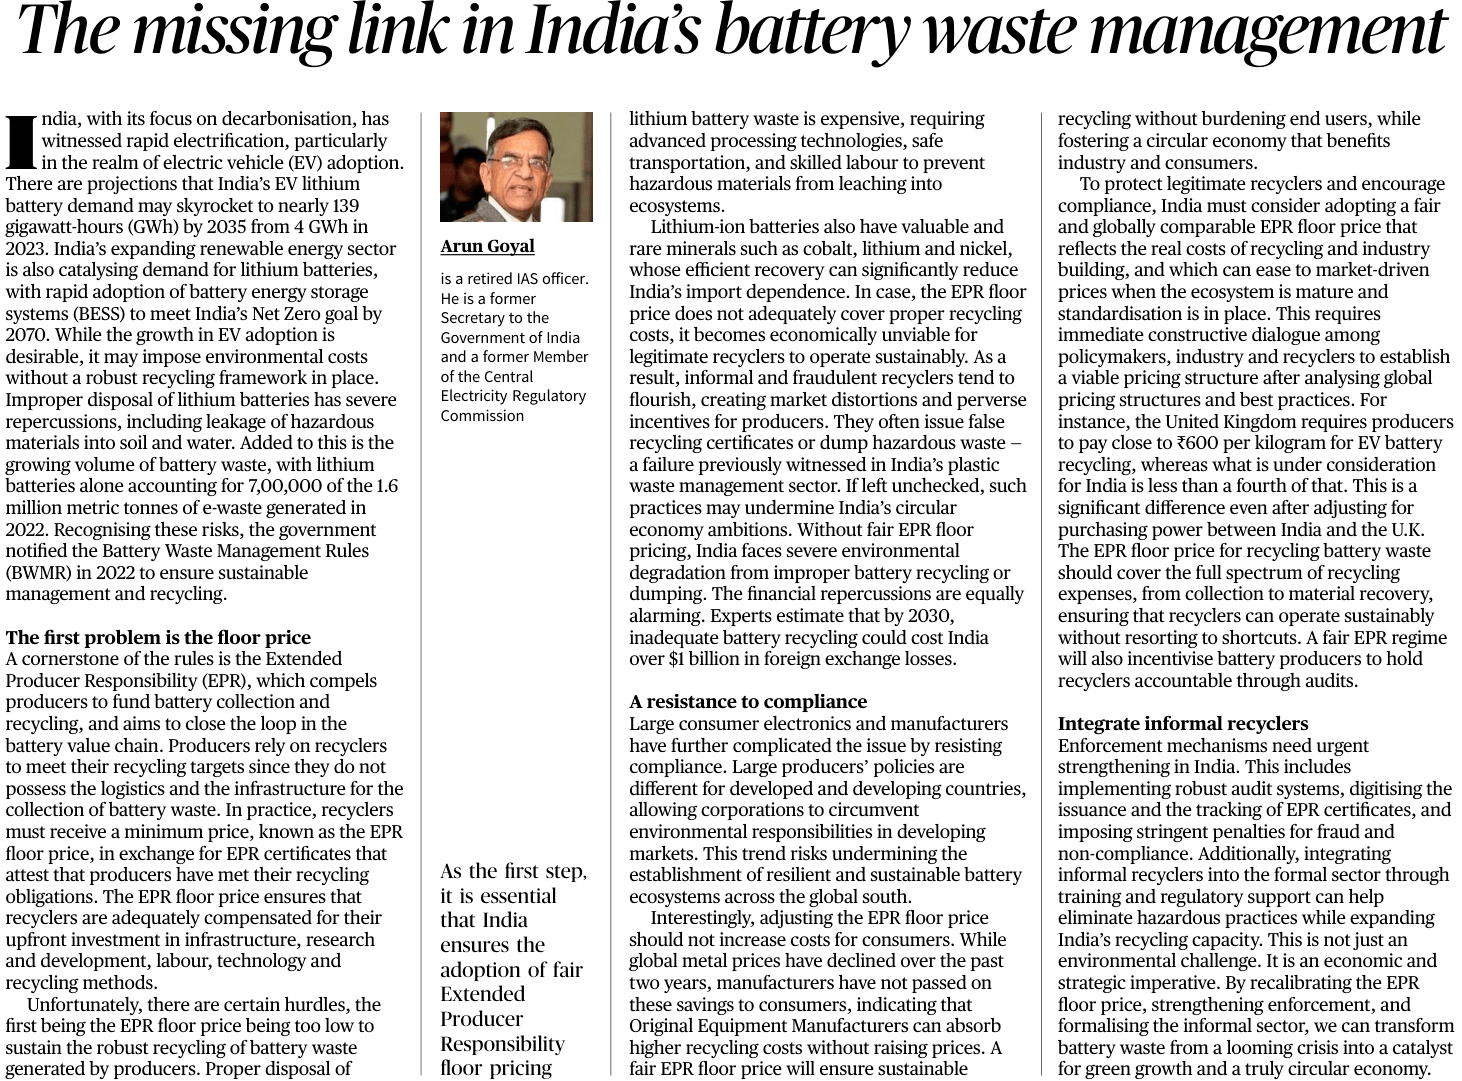 The missing link in India’s battery waste management
India, with its focus on decarbonisation, has
witnessed rapid electrification, particularly
in the realm of electric vehicle (EV) adoption.
There are projections that India’s EV lithium
battery demand may skyrocket to nearly 139
gigawatt-hours (GWh) by 2035 from 4 GWh in
2023. India’s expanding renewable energy sector
is also catalysing demand for lithium batteries,
with rapid adoption of battery energy storage
systems (BESS) to meet India’s Net Zero goal by
2070. While the growth in EV adoption is
desirable, it may impose environmental costs
without a robust recycling framework in place.
Improper disposal of lithium batteries has severe
repercussions, including leakage of hazardous
materials into soil and water. Added to this is the
growing volume of battery waste, with lithium
batteries alone accounting for 7,00,000 of the 1.6
million metric tonnes of e-waste generated in
2022. Recognising these risks, the government
notified the Battery Waste Management Rules
(BWMR) in 2022 to ensure sustainable
management and recycling.
The first problem is the floor price
A cornerstone of the rules is the Extended
Producer Responsibility (EPR), which compels
producers to fund battery collection and
recycling, and aims to close the loop in the
battery value chain. Producers rely on recyclers
to meet their recycling targets since they do not
possess the logistics and the infrastructure for the
collection of battery waste. In practice, recyclers
must receive a minimum price, known as the EPR
floor price, in exchange for EPR certificates that
attest that producers have met their recycling
obligations. The EPR floor price ensures that
recyclers are adequately compensated for their
upfront investment in infrastructure, research
and development, labour, technology and
recycling methods.
Unfortunately, there are certain hurdles, the
first being the EPR floor price being too low to
sustain the robust recycling of battery waste
generated by producers. Proper disposal of
Arun Goyal
is a retired IAS officer.
He is a former
Secretary to the
Government of India
and a former Member
of the Central
Electricity Regulatory
Commission
As the first step,
it is essential
that India
ensures the
adoption of fair
Extended
Producer
Responsibility
floor pricing
lithium battery waste is expensive, requiring
advanced processing technologies, safe
transportation, and skilled labour to prevent
hazardous materials from leaching into
ecosystems.
Lithium-ion batteries also have valuable and
rare minerals such as cobalt, lithium and nickel,
whose efficient recovery can significantly reduce
India’s import dependence. In case, the EPR floor
price does not adequately cover proper recycling
costs, it becomes economically unviable for
legitimate recyclers to operate sustainably. As a
result, informal and fraudulent recyclers tend to
flourish, creating market distortions and perverse
incentives for producers. They often issue false
recycling certificates or dump hazardous waste –
a failure previously witnessed in India’s plastic
waste management sector. If left unchecked, such
practices may undermine India’s circular
economy ambitions. Without fair EPR floor
pricing, India faces severe environmental
degradation from improper battery recycling or
dumping. The financial repercussions are equally
alarming. Experts estimate that by 2030,
inadequate battery recycling could cost India
over $1 billion in foreign exchange losses.
A resistance to compliance
Large consumer electronics and manufacturers
have further complicated the issue by resisting
compliance. Large producers’ policies are
different for developed and developing countries,
allowing corporations to circumvent
environmental responsibilities in developing
markets. This trend risks undermining the
establishment of resilient and sustainable battery
ecosystems across the global south.
Interestingly, adjusting the EPR floor price
should not increase costs for consumers. While
global metal prices have declined over the past
two years, manufacturers have not passed on
these savings to consumers, indicating that
Original Equipment Manufacturers can absorb
higher recycling costs without raising prices. A
fair EPR floor price will ensure sustainable
recycling without burdening end users, while
fostering a circular economy that benefits
industry and consumers.
To protect legitimate recyclers and encourage
compliance, India must consider adopting a fair
and globally comparable EPR floor price that
reflects the real costs of recycling and industry
building, and which can ease to market-driven
prices when the ecosystem is mature and
standardisation is in place. This requires
immediate constructive dialogue among
policymakers, industry and recyclers to establish
a viable pricing structure after analysing global
pricing structures and best practices. For
instance, the United Kingdom requires producers
to pay close to ₹600 per kilogram for EV battery
recycling, whereas what is under consideration
for India is less than a fourth of that. This is a
significant difference even after adjusting for
purchasing power between India and the U.K.
The EPR floor price for recycling battery waste
should cover the full spectrum of recycling
expenses, from collection to material recovery,
ensuring that recyclers can operate sustainably
without resorting to shortcuts. A fair EPR regime
will also incentivise battery producers to hold
recyclers accountable through audits.
Integrate informal recyclers
Enforcement mechanisms need urgent
strengthening in India. This includes
implementing robust audit systems, digitising the
issuance and the tracking of EPR certificates, and
imposing stringent penalties for fraud and
non-compliance. Additionally, integrating
informal recyclers into the formal sector through
training and regulatory support can help
eliminate hazardous practices while expanding
India’s recycling capacity. This is not just an
environmental challenge. It is an economic and
strategic imperative. By recalibrating the EPR
floor price, strengthening enforcement, and
formalising the informal sector, we can transform
battery waste from a looming crisis into a catalyst
for green growth and a truly circular economy.